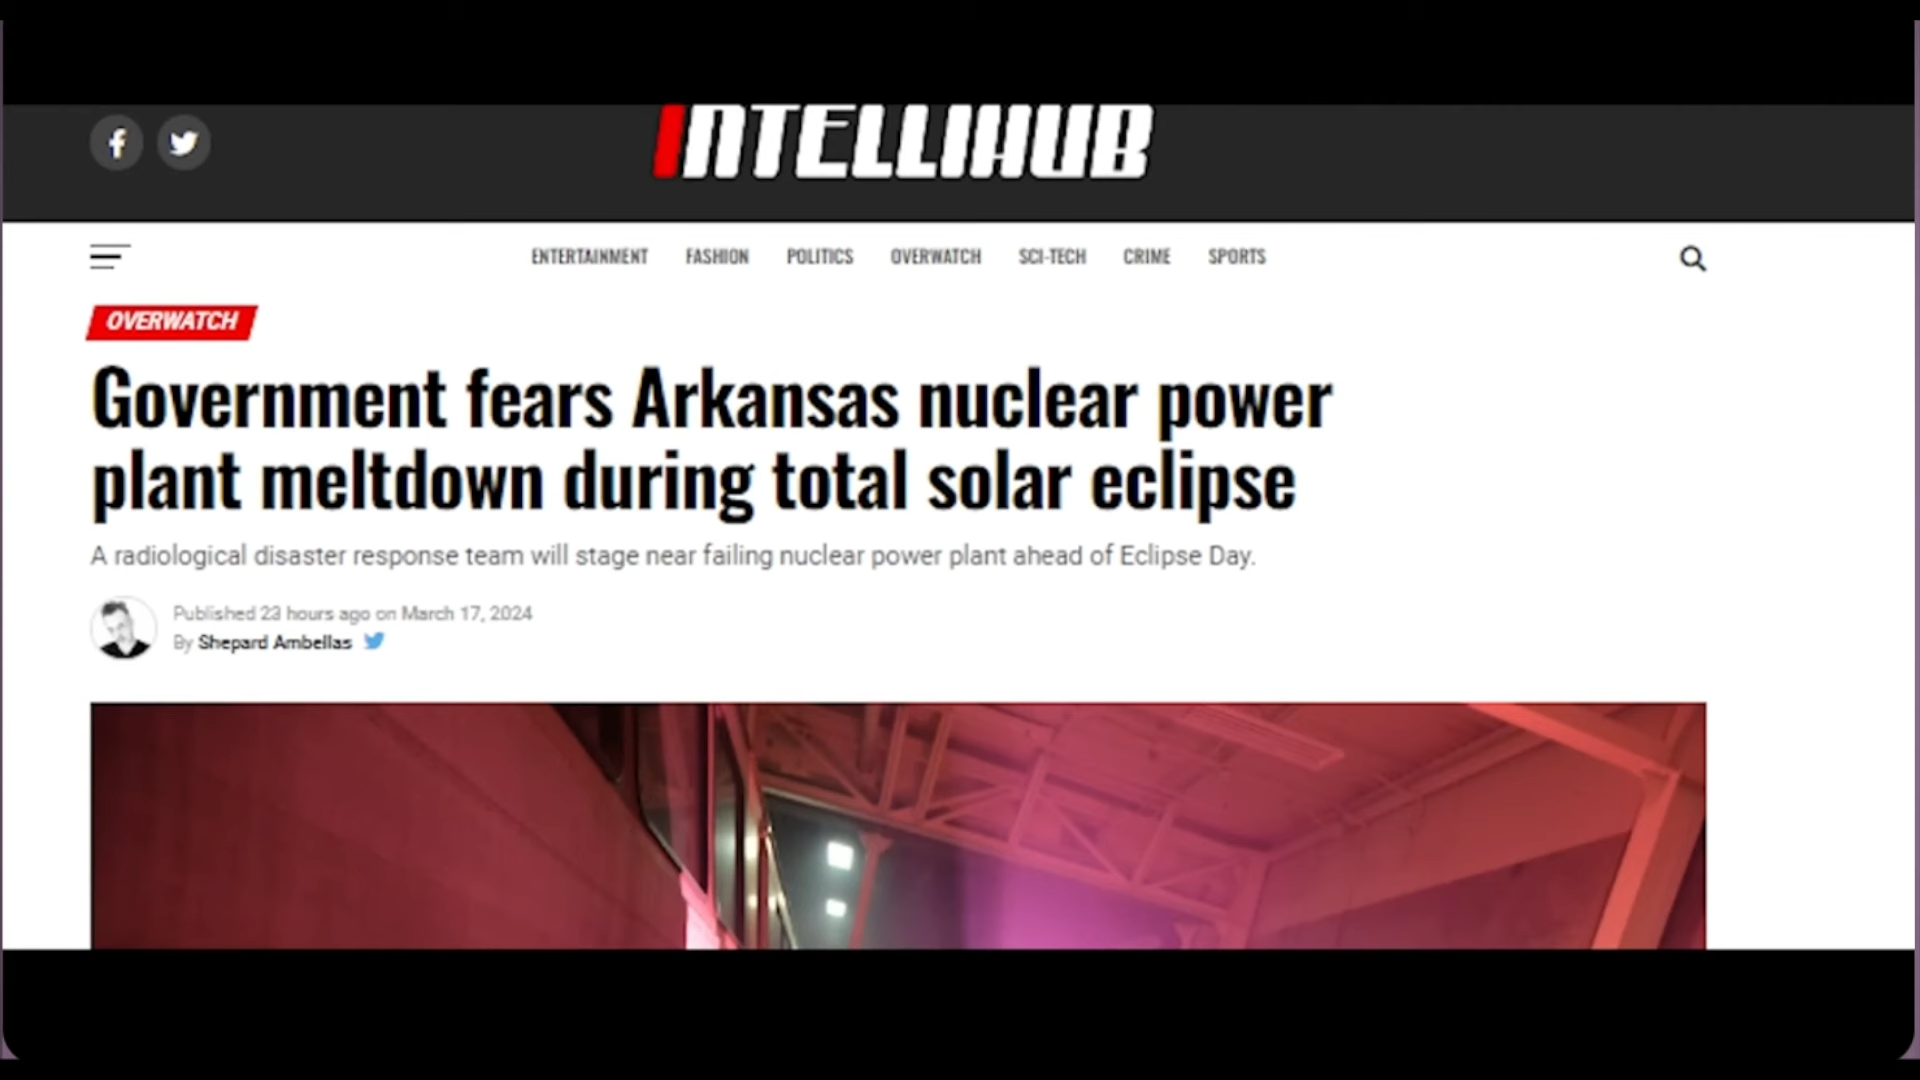 INTELLIHUB
ENTERTAINMENT FASHION POLITICS OVERWATCH SCI-TECH CRIME SPORTS
OVERWATCH
Government fears Arkansas nuclear power
plant meltdown during total solar eclipse
A radiological disaster response team will stage near failing nuclear power plant ahead of Eclipse Day.
Published 23 hours ago on March 17, 2024
By Shepard Ambellas